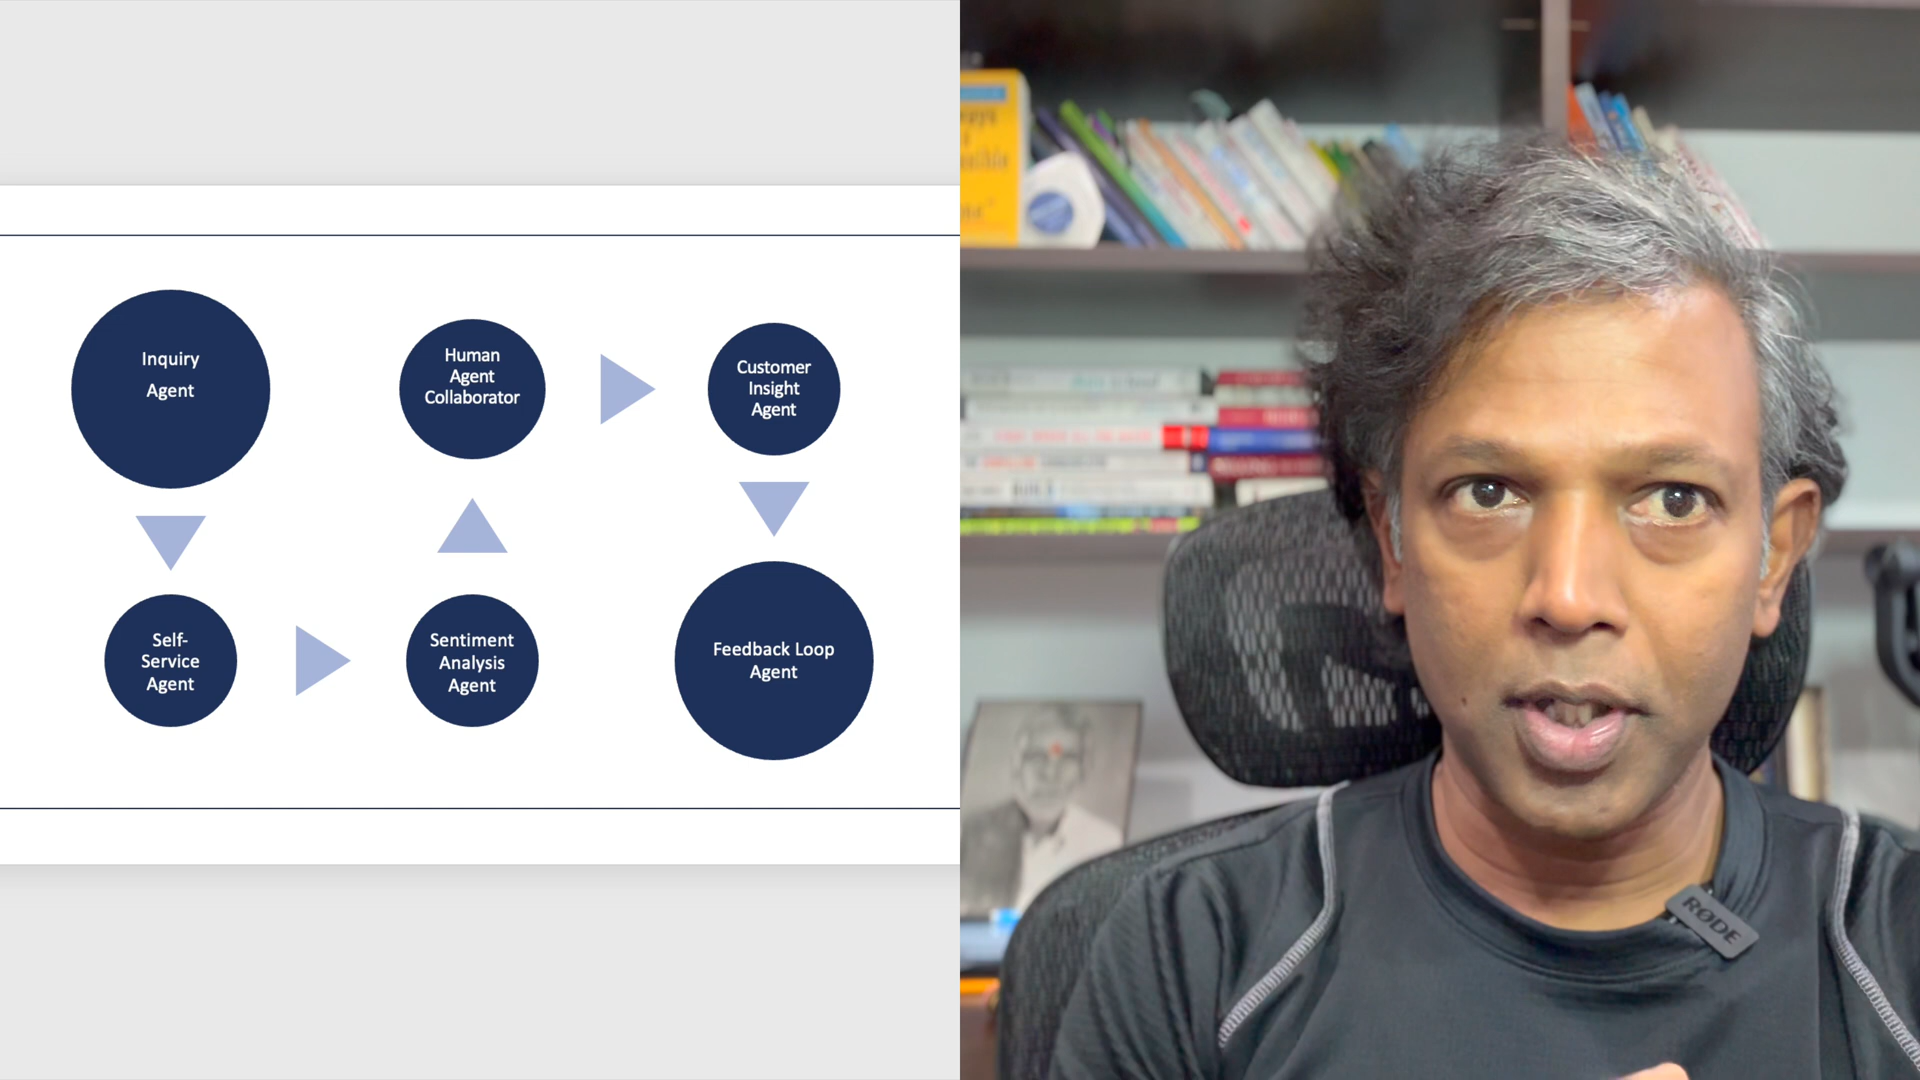 Inquiry
Agent
Self-
Service
Agent
Sentiment
Analysis
Agent
Human
Agent
Collaborator
Customer
Insight
Agent
Feedback Loop
Agent
RØDE